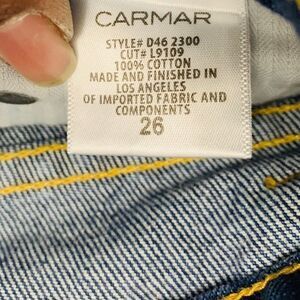 CARMAR
STYLE# D46 2300
CUT# L9109
100% COTTON
MADE AND FINISHED IN
LOS ANGELES
OF IMPORTED FABRIC AND
COMPONENTS
26